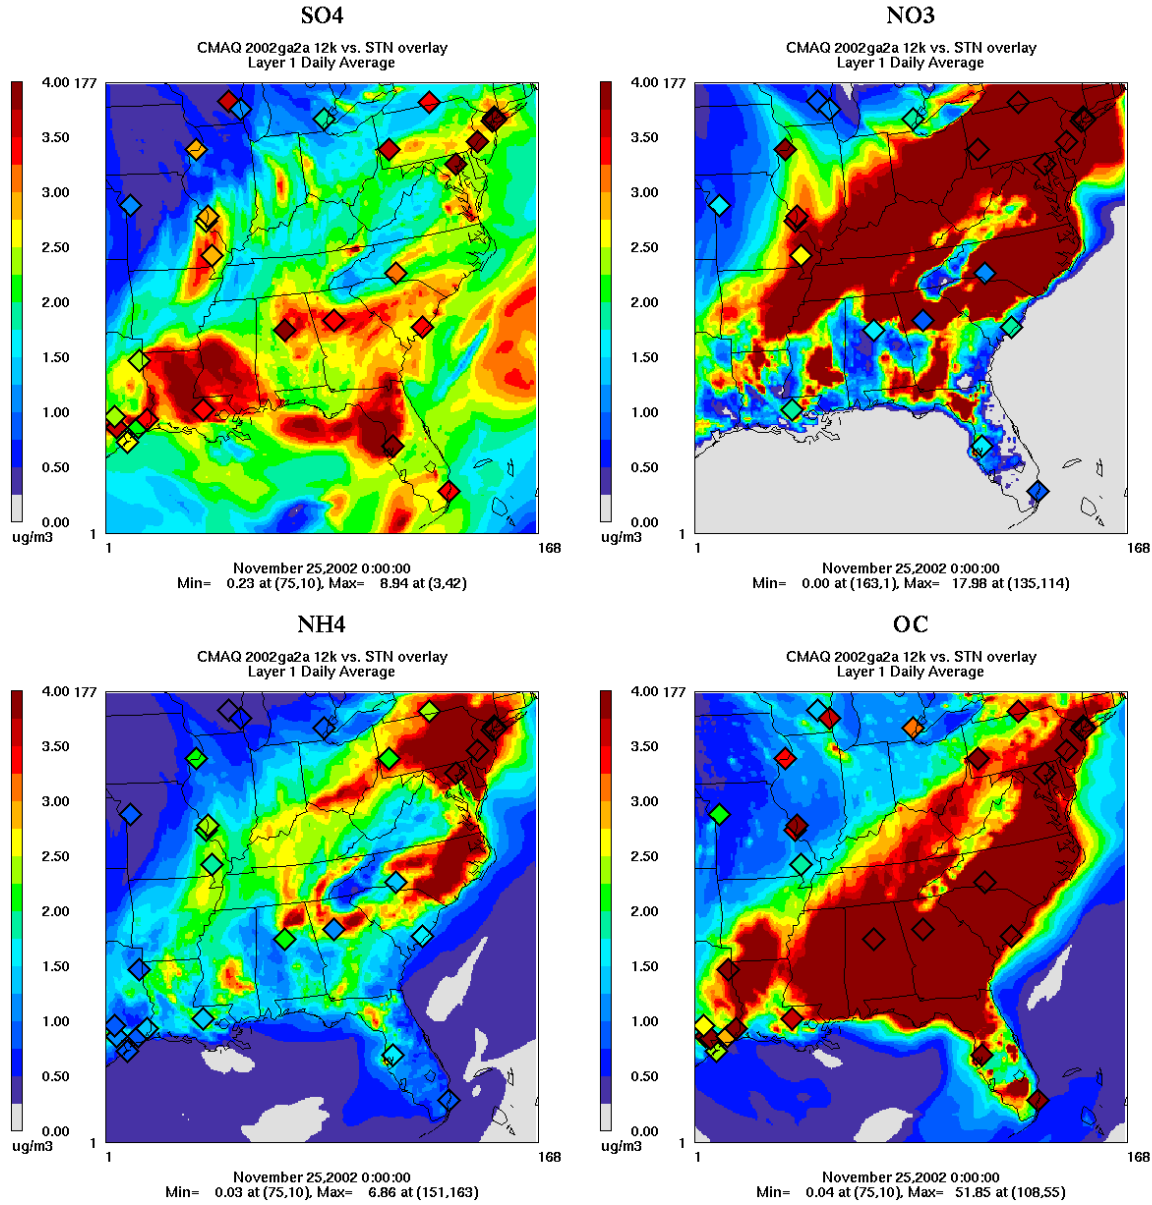 SO4
NO3
CMAQ 2002ga2a 12k vs. STN overlay
Layer 1 Daily Average
CMAQ 2002ga2a 12k vs. STN overlay
Layer 1 Daily Average
4.00 177
3.50
3.00
2.50
2.00
1.50
1.00
0.50
0.00
ug/m3
1
1
168
November 25,2002 0:00:00
Min= 0.23 at (75,10), Max= 8.94 at (3,42)
4.00 177
3.50
3.00
2.50
2.00
1.50
1.00
0.50
0.00
ug/m3
1
1
168
November 25,2002 0:00:00
Min= 0.00 at (163,1), Max= 17.98 at (135,114)
NH4
OC
CMAQ 2002ga2a 12k vs. STN overlay
Layer 1 Daily Average
CMAQ 2002ga2a 12k vs. STN overlay
Layer 1 Daily Average
4.00 177
3.50
3.00
2.50
2.00
1.50
1.00
0.50
0.00
ug/m3
1
1
168
November 25,2002 0:00:00
Min= 0.03 at (75,10), Max= 6.86 at (151,163)
4.00 177
3.50
3.00
2.50
2.00
1.50
1.00
0.50
0.00
ug/m3
1
1
168
November 25,2002 0:00:00
Min= 0.04 at (75,10), Max= 51.85 at (108,55)